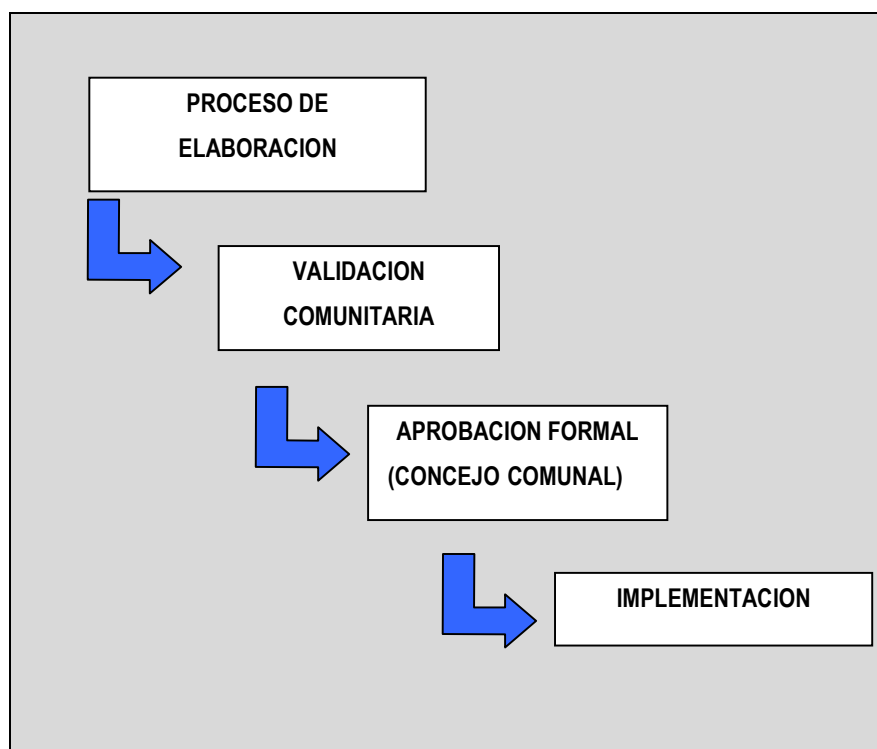 PROCESO DE
ELABORACION
VALIDACION
COMUNITARIA
APROBACION FORMAL
(CONCEJO COMUNAL)
IMPLEMENTACION